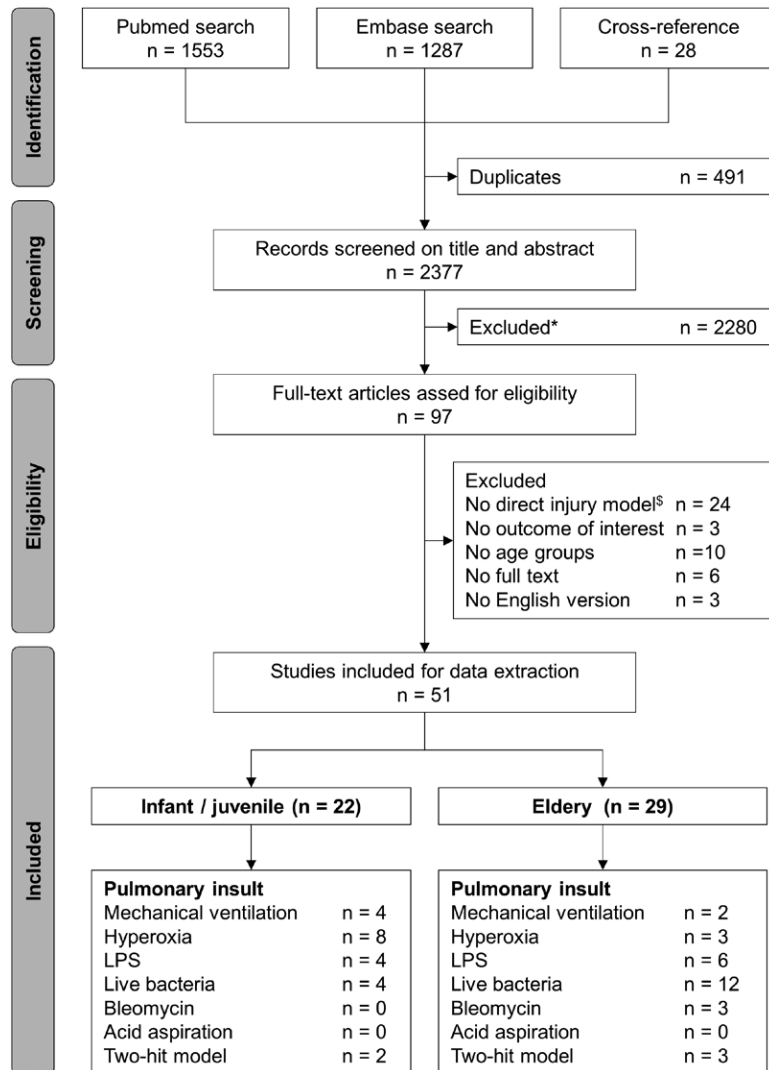 Identification
Pubmed search
n = 1553
Embase search
n = 1287
Cross-reference
n = 28
Duplicates n = 491
Screening
Records screened on title and abstract
n = 2377
Excluded* n = 2280
Eligibility
Full-text articles assed for eligibility
n = 97
Excluded
No direct injury model$ n = 24
No outcome of interest n = 3
No age groups n =10
No full text n = 6
No English version n = 3
Included
Studies included for data extraction
n = 51
Infant / juvenile (n = 22)
Eldery (n = 29)
Pulmonary insult
Mechanical ventilation n = 4
Hyperoxia n = 8
LPS n = 4
Live bacteria n = 4
Bleomycin n = 0
Acid aspiration n = 0
Two-hit model n = 2
Pulmonary insult
Mechanical ventilation n = 2
Hyperoxia n = 3
LPS n = 6
Live bacteria n = 12
Bleomycin n = 3
Acid aspiration n = 0
Two-hit model n = 3